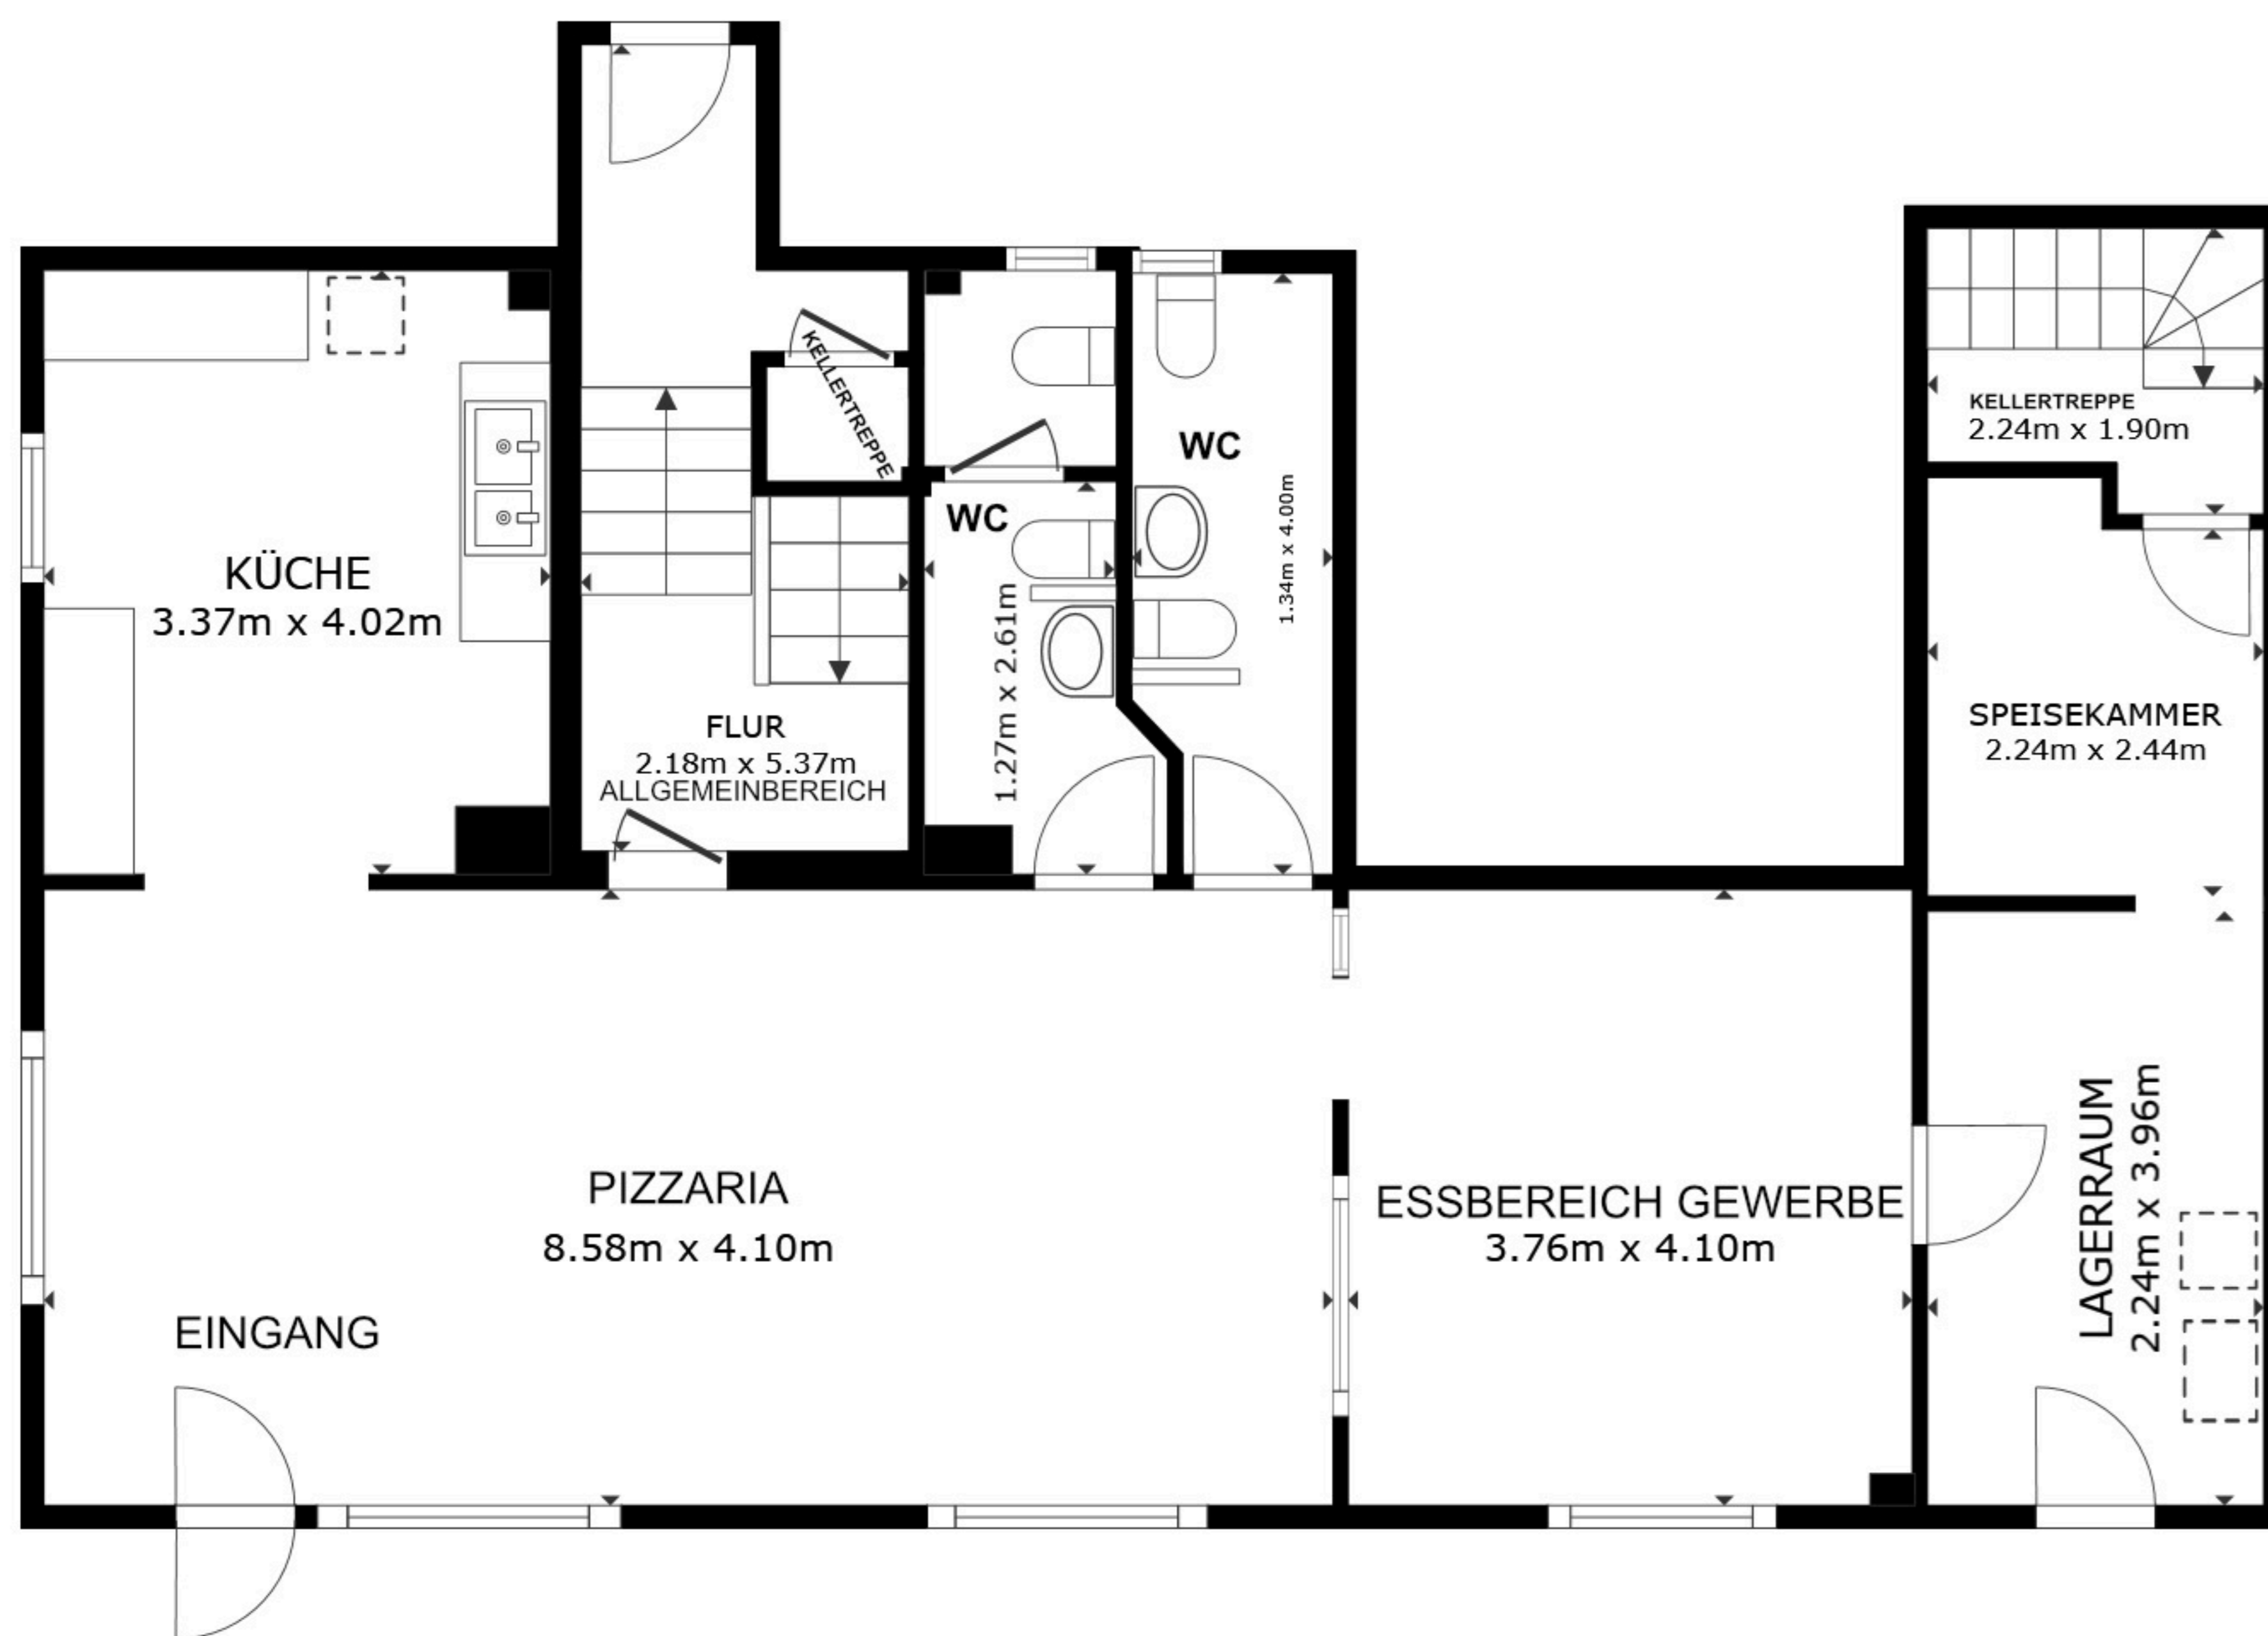 KELLERTREPPE
KELLERTREPPE
2.24m x 1.90m
WC
1.34m x 4.00m
WC
1.27m x 2.61m
KÜCHE
3.37m x 4.02m
FLUR
2.18m x 5.37m
ALLGEMEINBEREICH
SPEISEKAMMER
2.24m x 2.44m
PIZZARIA
8.58m x 4.10m
ESSBEREICH GEWERBE
3.76m x 4.10m
LAGERRAUM
2.24m x 3.96m
EINGANG